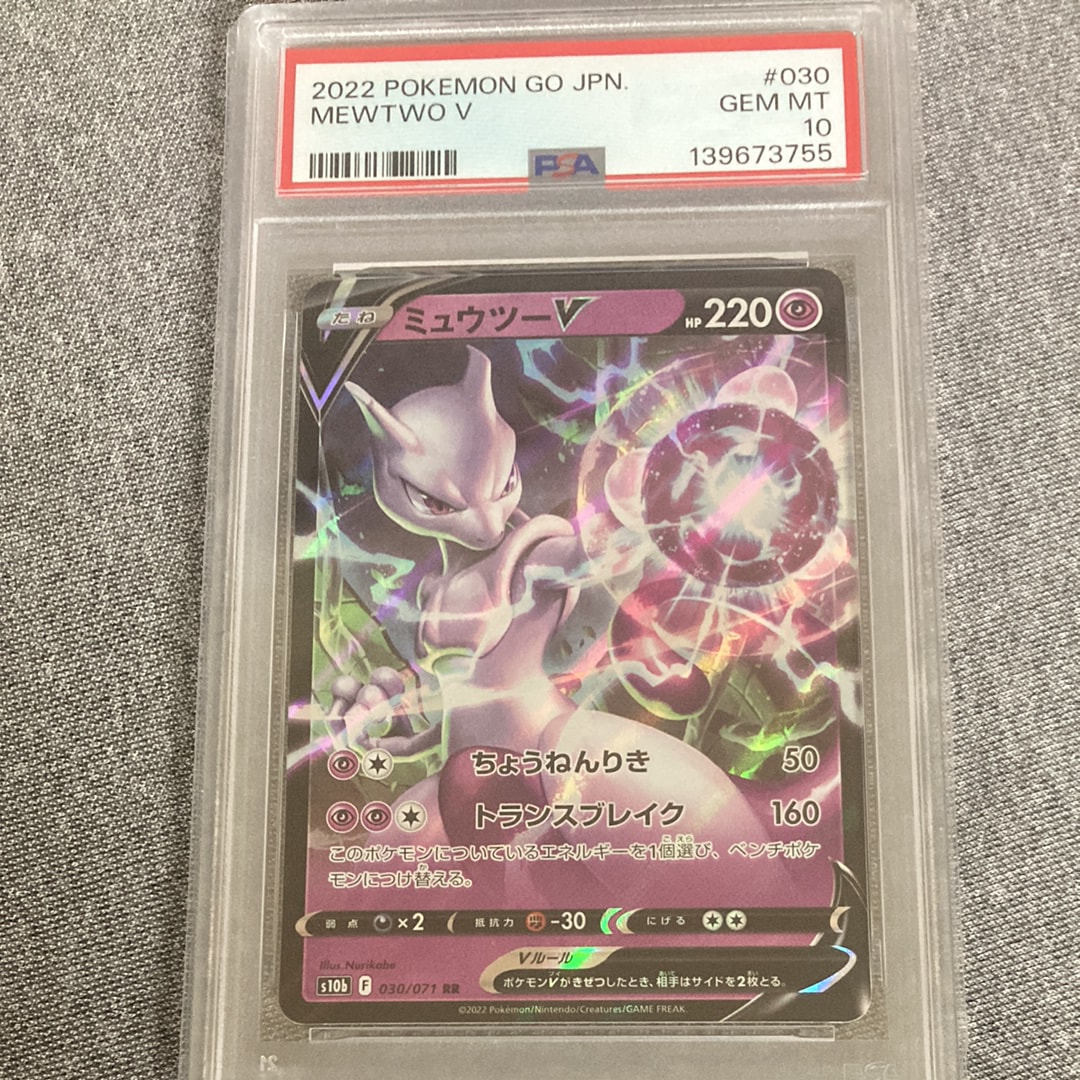 2022 POKEMON GO JPN. #030
MEWTWO V GEM MT
10
PSA 139673755
たね ミュウツーV HP 220
ちょうねんりき 50
トランスブレイク 160
このポケモンについているエネルギーを1個選び、ベンチポケ
モンにつけ替える。
弱点 ×2 抵抗力 -30 にげる
Illus. Nurikabe
Vルール
s10b F 030/071 RR ポケモンVがきぜつしたとき、相手はサイドを2枚とる。
©2022 Pokémon/Nintendo/Creatures/GAME FREAK